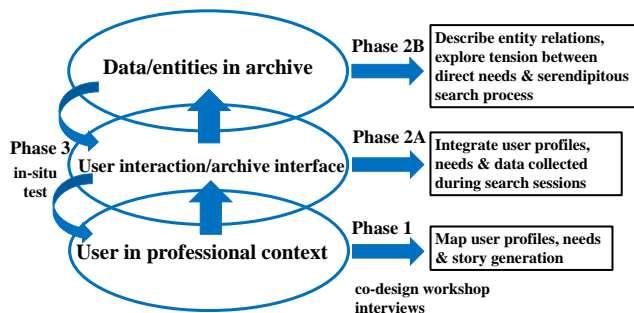 Phase 2B
Describe entity relations,
explore tension between
direct needs & serendipitous
search process
Data/entities in archive
Phase 3
in-situ
test
Phase 2A
User interaction/archive interface
Integrate user profiles,
needs & data collected
during search sessions
Phase 1
User in professional context
Map user profiles, needs
& story generation
co-design workshop
interviews